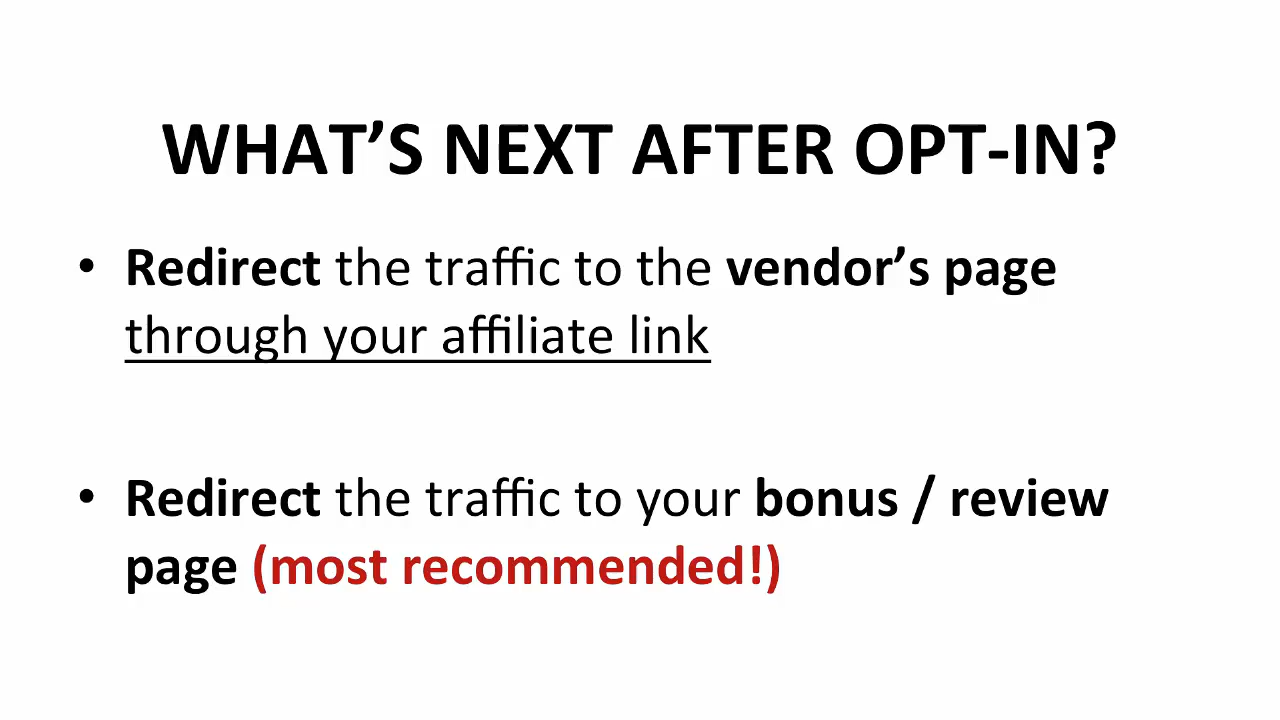 WHAT’S NEXT AFTER OPT-IN?
• Redirect the traffic to the vendor’s page
through your affiliate link
• Redirect the traffic to your bonus / review
page (most recommended!)